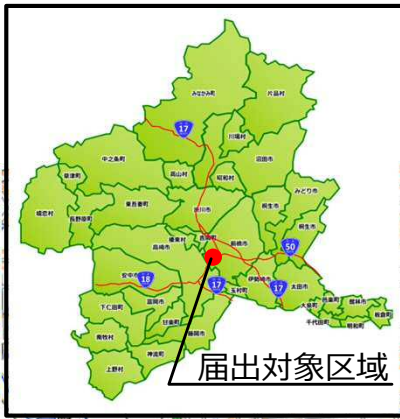 みなかみ町
片品村
17
川場村
中之条町
沼田市
高山村
昭和村
草津町
みどり市
嬬恋村
長野原町
東吾妻町
渋川市
桐生市
桐生市
榛東村
吉岡町
前橋市
高崎市
50
安中市
18
伊勢崎市
太田市
17
17
玉村町
富岡市
下仁田町
邑楽町
館林市
大泉町
板倉町
甘楽町
藤岡市
千代田町
明和町
南牧村
神流町
上野村
届出対象区域